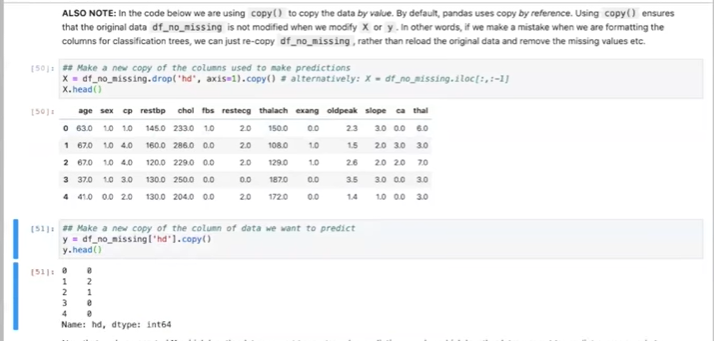 ALSO NOTE: In the code below we are using copy() to copy the data by value. By default, pandas uses copy by reference. Using copy() ensures
that the original data df_no_missing is not modified when we modify X or y . In other words, if we make a mistake when we are formatting the
columns for classification trees, we can just re-copy df_no_missing , rather than reload the original data and remove the missing values etc.
[50]: ## Make a new copy of the columns used to make predictions
X = df_no_missing.drop('hd', axis=1).copy() # alternatively: X = df_no_missing.iloc[:,:-1]
X.head()
[50]: age sex cp restbp chol fbs restecg thalach exang oldpeak slope ca thal
0 63.0 1.0 1.0 145.0 233.0 1.0 2.0 150.0 0.0 2.3 3.0 0.0 6.0
1 67.0 1.0 4.0 160.0 286.0 0.0 2.0 108.0 1.0 1.5 2.0 3.0 3.0
2 67.0 1.0 4.0 120.0 229.0 0.0 2.0 129.0 1.0 2.6 2.0 2.0 7.0
3 37.0 1.0 3.0 130.0 250.0 0.0 0.0 187.0 0.0 3.5 3.0 0.0 3.0
4 41.0 0.0 2.0 130.0 204.0 0.0 2.0 172.0 0.0 1.4 1.0 0.0 3.0
[51]: ## Make a new copy of the column of data we want to predict
y = df_no_missing['hd'].copy()
y.head()
[51]: 0 0
1 2
2 1
3 0
4 0
Name: hd, dtype: int64